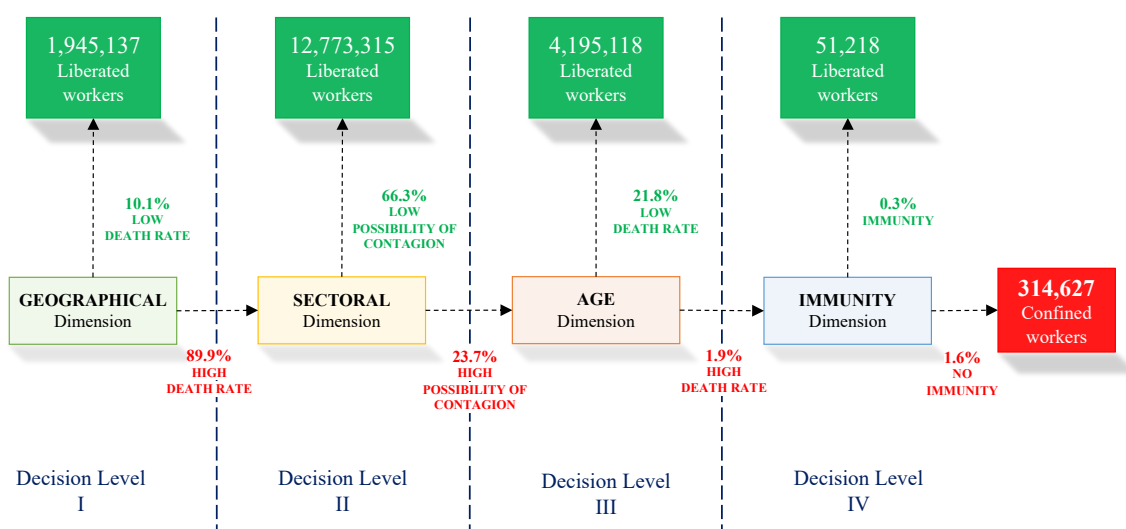 1,945,137
Liberated
workers
12,773,315
Liberated
workers
4,195,118
Liberated
workers
51,218
Liberated
workers
10.1%
LOW
DEATH RATE
66.3%
LOW
POSSIBILITY OF
CONTAGION
21.8%
LOW
DEATH RATE
0.3%
IMMUNITY
GEOGRAPHICAL
Dimension
SECTORAL
Dimension
AGE
Dimension
IMMUNITY
Dimension
314,627
Confined
workers
89.9%
HIGH
DEATH RATE
23.7%
HIGH
POSSIBILITY OF
CONTAGION
1.9%
HIGH
DEATH RATE
1.6%
NO
IMMUNITY
Decision Level
I
Decision Level
II
Decision Level
III
Decision Level
IV